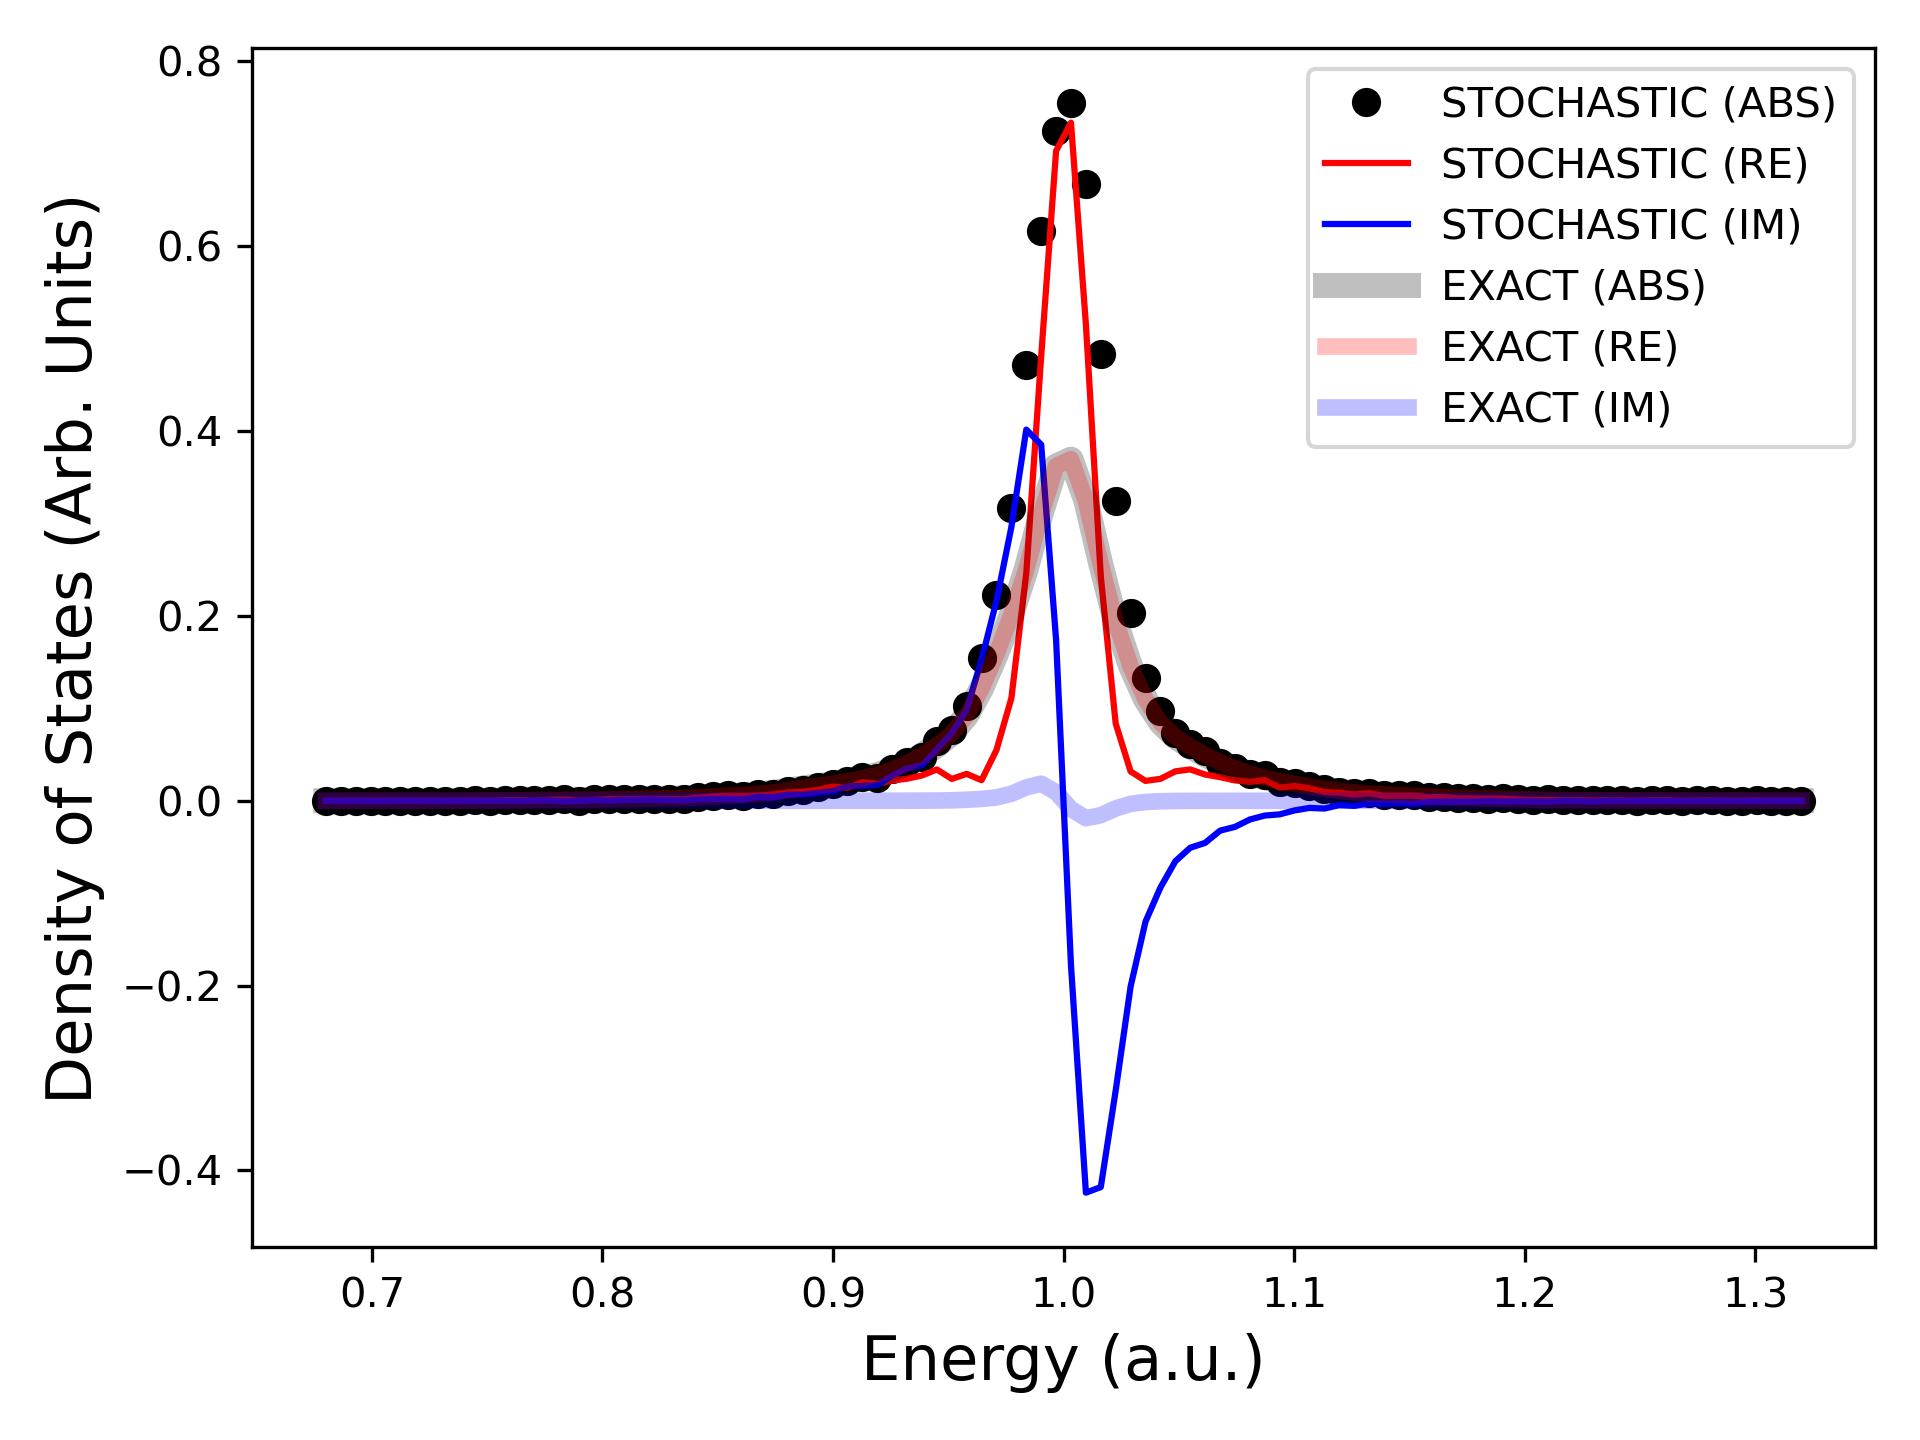 0.8
0.6
0.4
0.2
0.0
−0.2
−0.4
Density of States (Arb. Units)
STOCHASTIC (ABS)
STOCHASTIC (RE)
STOCHASTIC (IM)
EXACT (ABS)
EXACT (RE)
EXACT (IM)
0.7 0.8 0.9 1.0 1.1 1.2 1.3
Energy (a.u.)